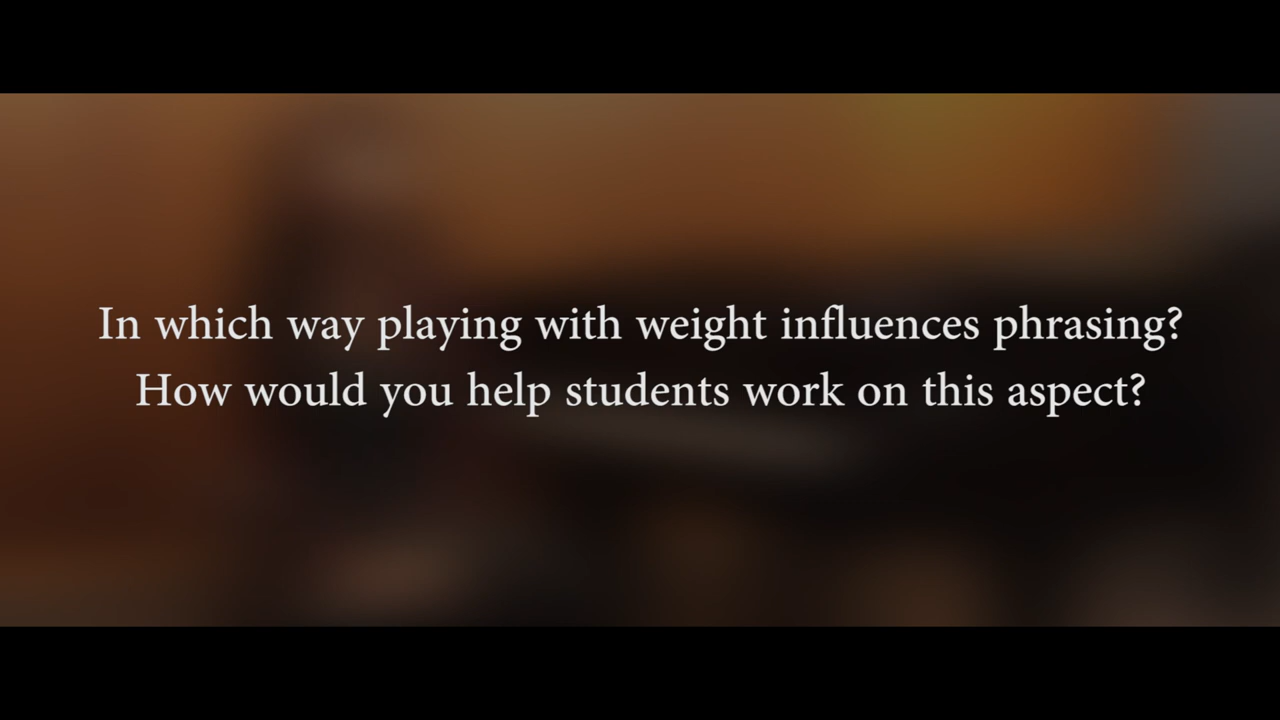 In which way playing with weight influences phrasing?
How would you help students work on this aspect?